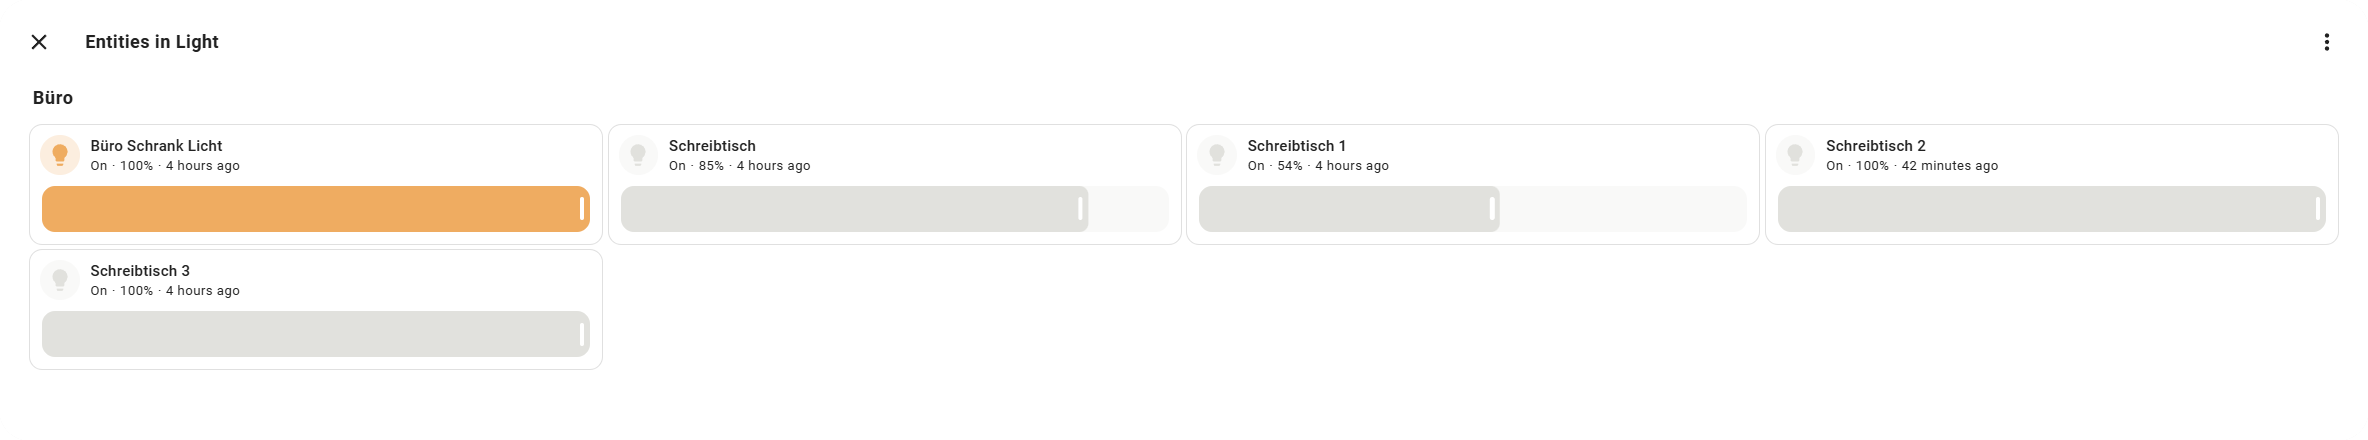 Entities in Light
Büro
Büro Schrank Licht
On · 100% · 4 hours ago
Schreibtisch
On · 85% · 4 hours ago
Schreibtisch 1
On · 54% · 4 hours ago
Schreibtisch 2
On · 100% · 42 minutes ago
Schreibtisch 3
On · 100% · 4 hours ago